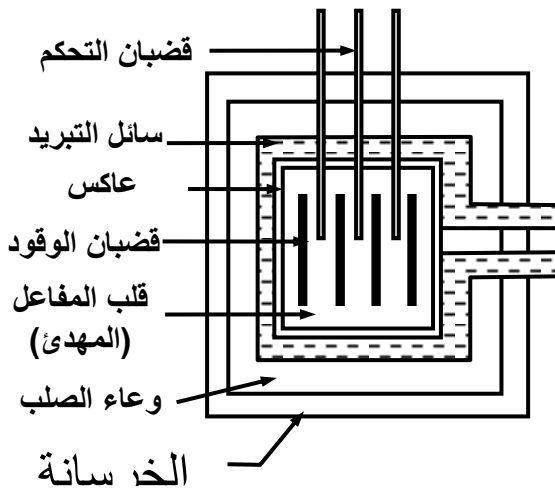 قضبان التحكم
سائل التبريد
عاكس
قضبان الوقود
قلب المفاعل
(المهدئ)
وعاء الصلب
الخرسانة